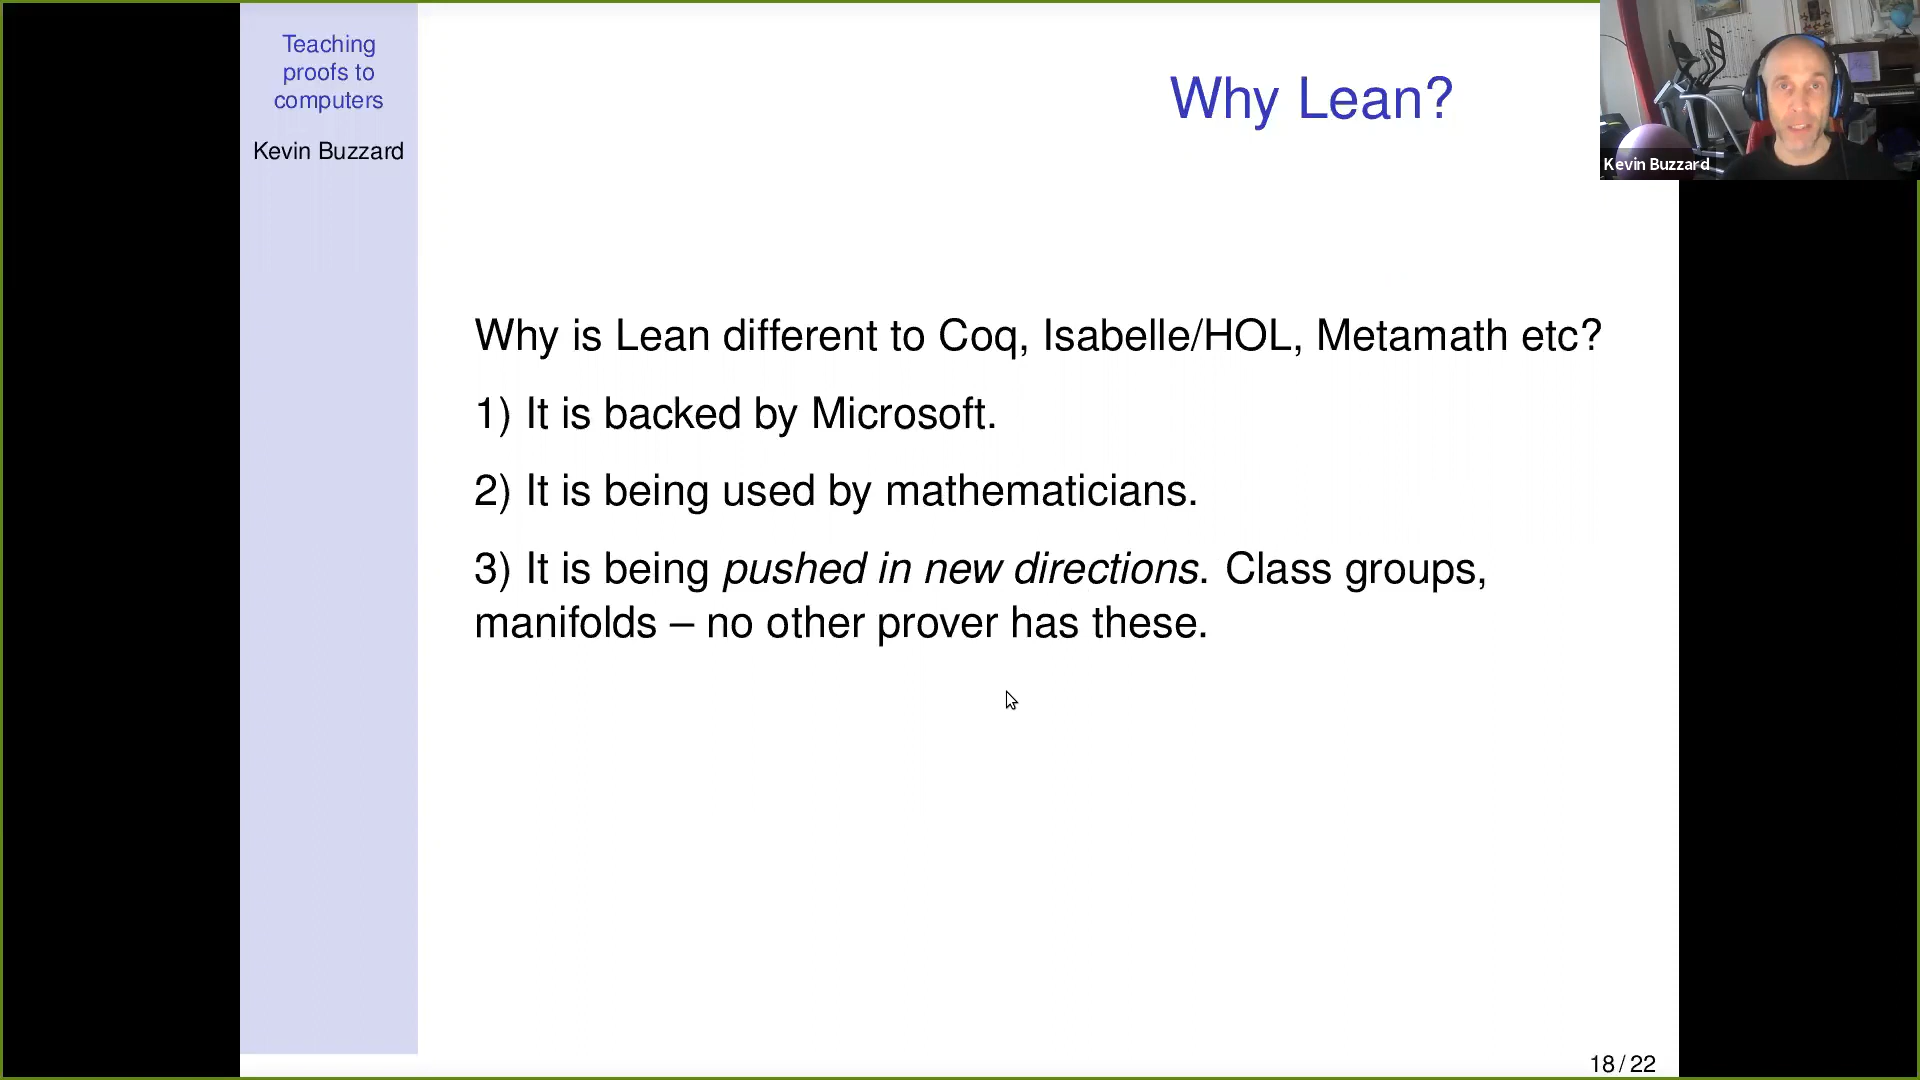 Teaching
proofs to
computers
Kevin Buzzard
Why Lean?
Kevin Buzzard
Why is Lean different to Coq, Isabelle/HOL, Metamath etc?
1) It is backed by Microsoft.
2) It is being used by mathematicians.
3) It is being pushed in new directions. Class groups,
manifolds – no other prover has these.
18 / 22